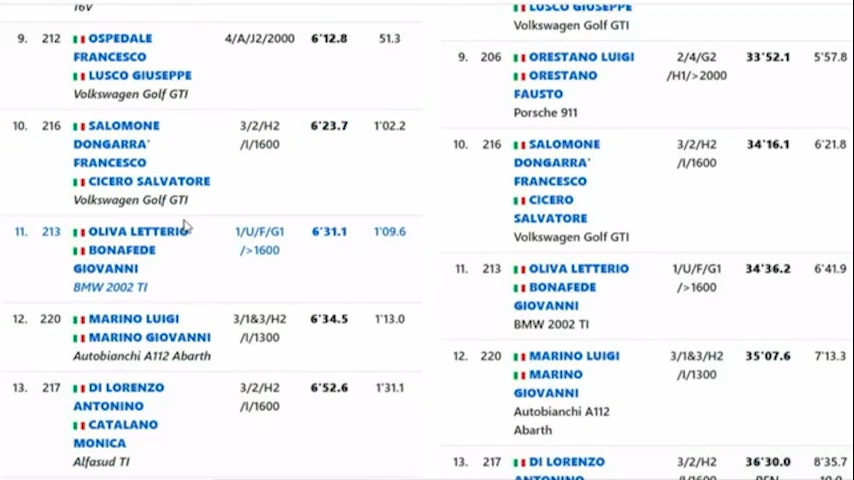 16V
9. 212 OSPEDALE 4/A/J2/2000 6'12.8 51.3
FRANCESCO
LUSCO GIUSEPPE
Volkswagen Golf GTI
10. 216 SALOMONE 3/2/H2 6'23.7 1'02.2
DONGARRA' /I/1600
FRANCESCO
CICERO SALVATORE
Volkswagen Golf GTI
11. 213 OLIVA LETTERIO 1/U/F/G1 6'31.1 1'09.6
BONAFEDE />1600
GIOVANNI
BMW 2002 TI
12. 220 MARINO LUIGI 3/1&3/H2 6'34.5 1'13.0
MARINO GIOVANNI /I/1300
Autobianchi A112 Abarth
13. 217 DI LORENZO 3/2/H2 6'52.6 1'31.1
ANTONINO /I/1600
CATALANO
MONICA
Alfasud TI
LUSCO GIUSEPPE
Volkswagen Golf GTI
9. 206 ORESTANO LUIGI 2/4/G2 33'52.1 5'57.8
ORESTANO /H1/>2000
FAUSTO
Porsche 911
10. 216 SALOMONE 3/2/H2 34'16.1 6'21.8
DONGARRA' /I/1600
FRANCESCO
CICERO
SALVATORE
Volkswagen Golf GTI
11. 213 OLIVA LETTERIO 1/U/F/G1 34'36.2 6'41.9
BONAFEDE />1600
GIOVANNI
BMW 2002 TI
12. 220 MARINO LUIGI 3/1&3/H2 35'07.6 7'13.3
MARINO /I/1300
GIOVANNI
Autobianchi A112
Abarth
13. 217 DI LORENZO 3/2/H2 36'30.0 8'35.7
ANTONINO /I/1600